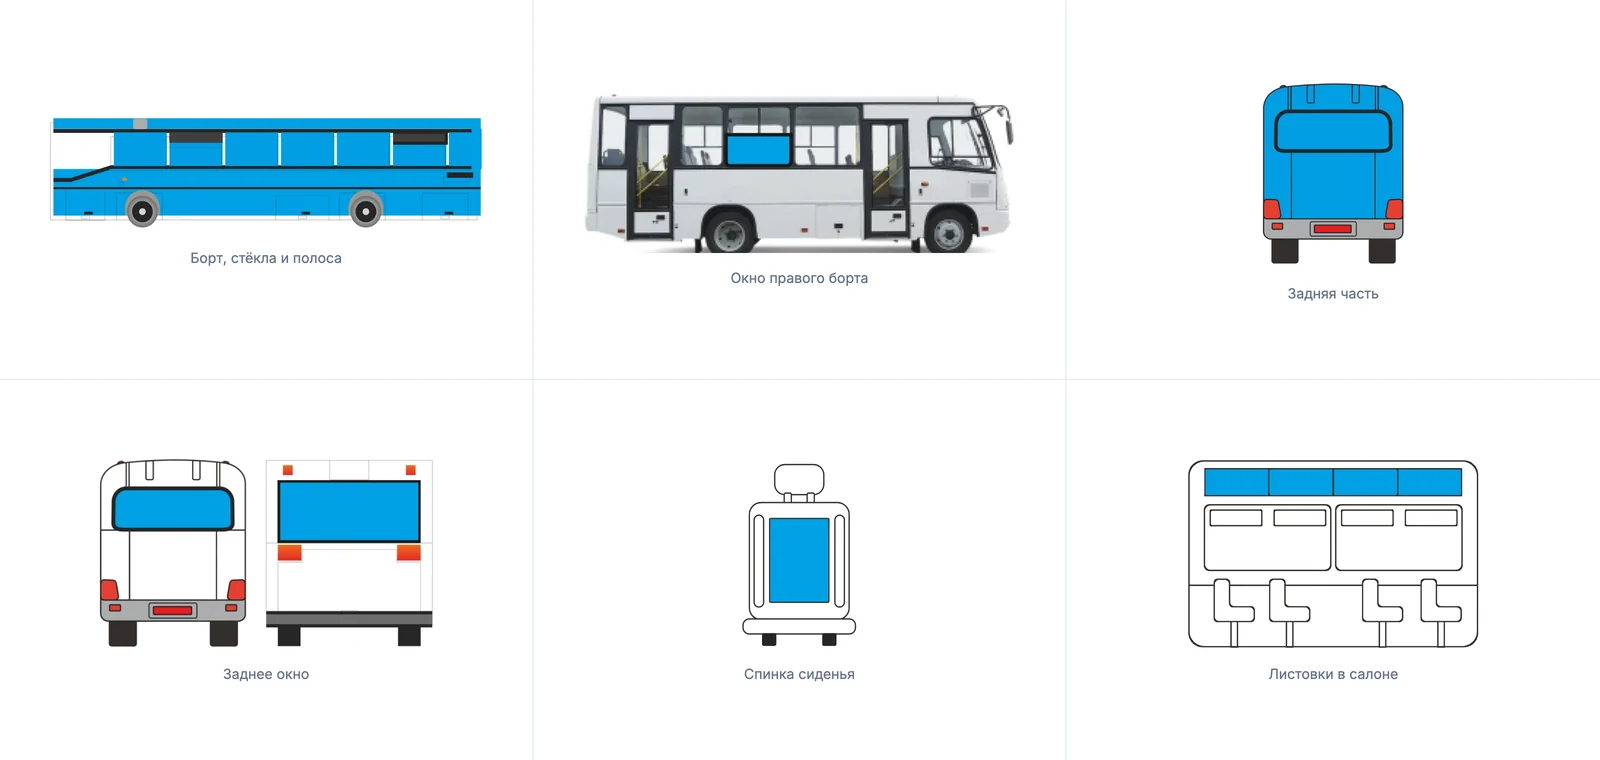 Борт, стёкла и полоса
Окно правого борта
Задняя часть
Заднее окно
Спинка сиденья
Листовки в салоне